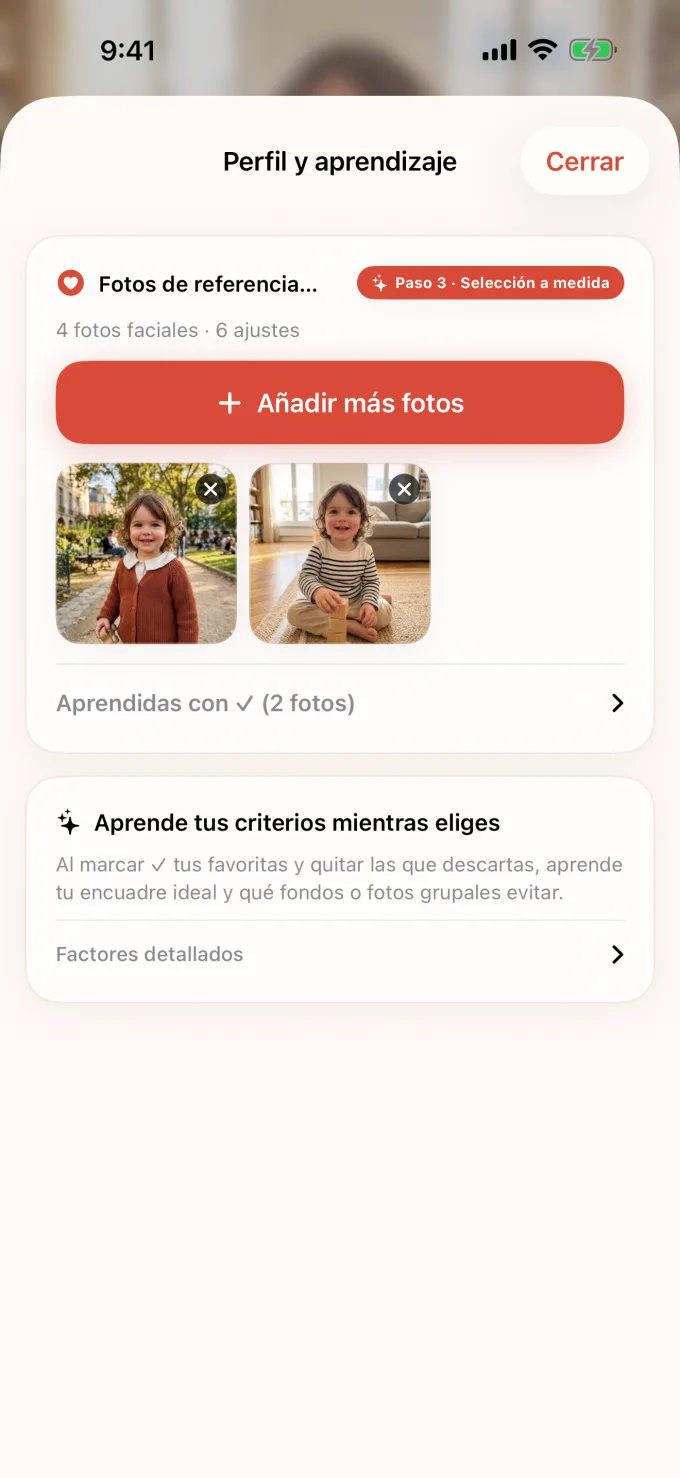 9:41
Perfil y aprendizaje
Cerrar
Fotos de referencia...
Paso 3 · Selección a medida
4 fotos faciales · 6 ajustes
+ Añadir más fotos
Aprendidas con ✓ (2 fotos)
Aprende tus criterios mientras eliges
Al marcar ✓ tus favoritas y quitar las que descartas, aprende
tu encuadre ideal y qué fondos o fotos grupales evitar.
Factores detallados